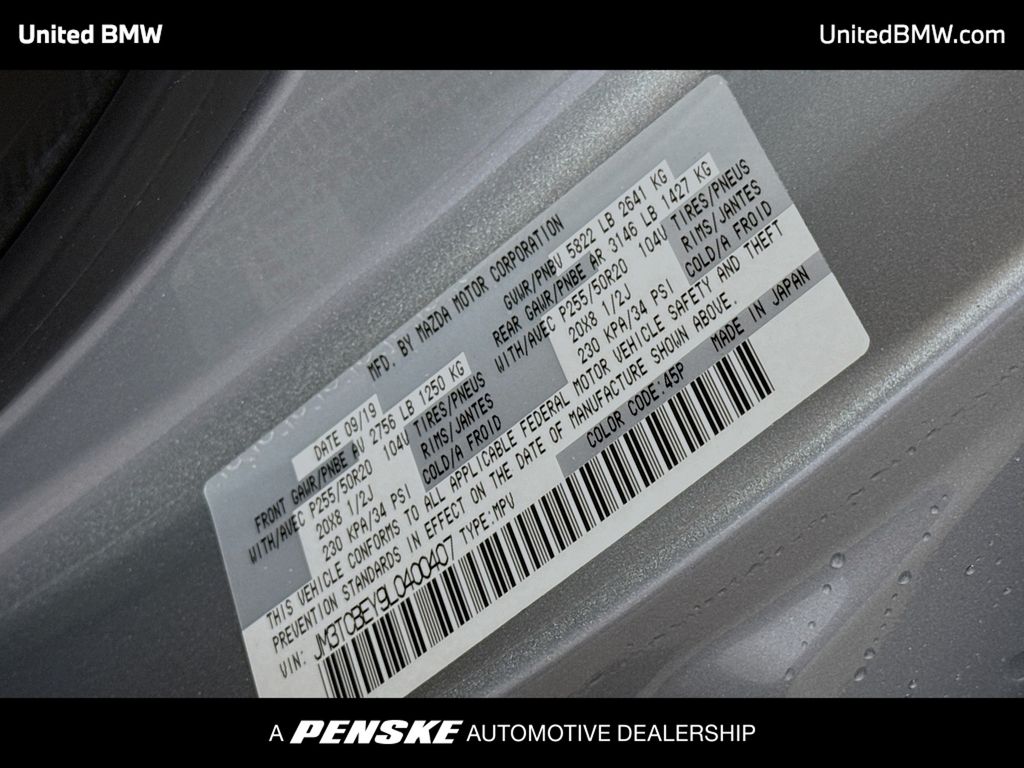 United BMW
UnitedBMW.com
MFD. BY MAZDA MOTOR CORPORATION
DATE 09/19
GVWR/PNBV 5822 LB 2641 KG
FRONT GAWR/PNBE AV 2756 LB 1250 KG
REAR GAWR/PNBE AR 3146 LB 1427 KG
WITH/AVEC P255/50R20 104V TIRES/PNEUS
WITH/AVEC P255/50R20 104V TIRES/PNEUS
20X8 1/2J RIMS/JANTES
20X8 1/2J RIMS/JANTES
230 KPA/34 PSI COLD/A FROID
230 KPA/34 PSI COLD/A FROID
THIS VEHICLE CONFORMS TO ALL APPLICABLE FEDERAL MOTOR VEHICLE SAFETY AND THEFT
PREVENTION STANDARDS IN EFFECT ON THE DATE OF MANUFACTURE SHOWN ABOVE.
VIN: JM3TCBEY9L0400407 TYPE:MPV COLOR CODE:45P MADE IN JAPAN
A PENSKE AUTOMOTIVE DEALERSHIP